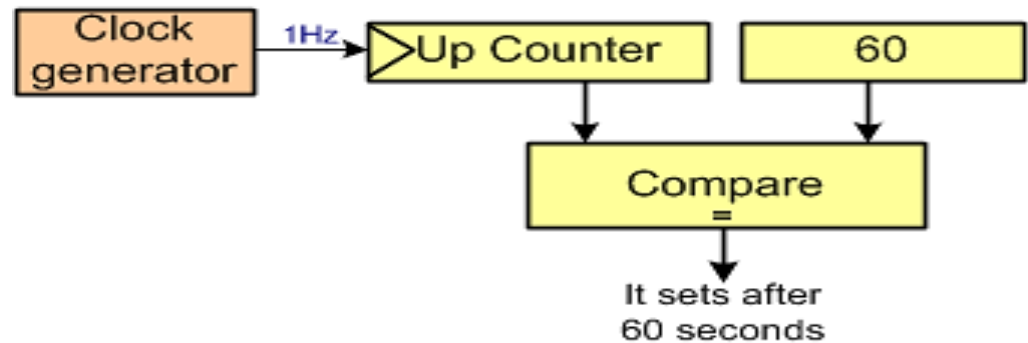 Clock
generator
1Hz
Up Counter
60
Compare
=
It sets after
60 seconds